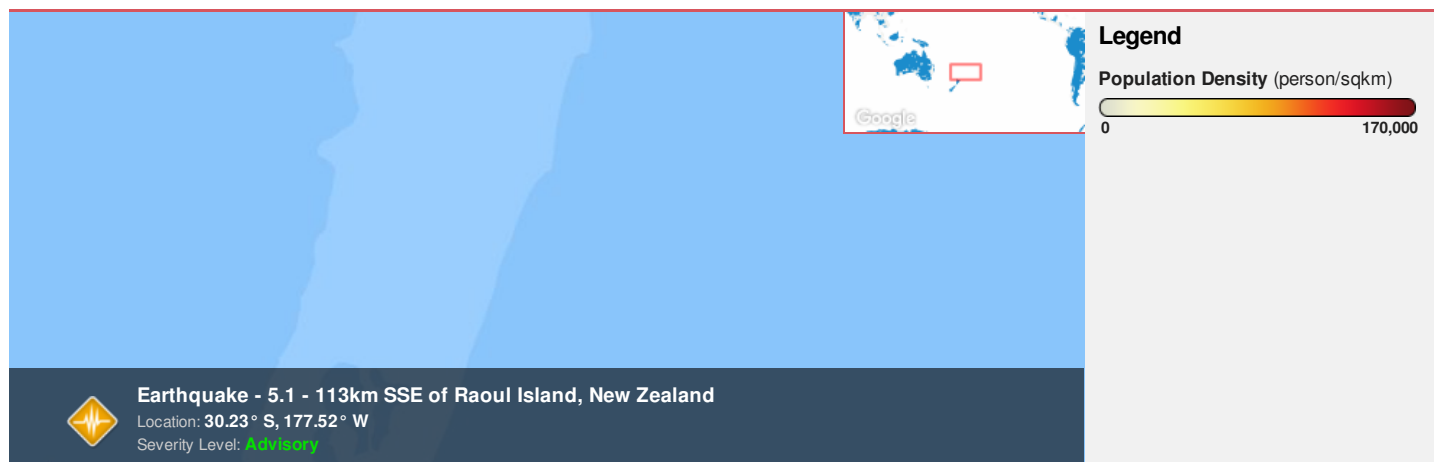 Google
Legend
Population Density (person/sqkm)
0 170,000
Earthquake - 5.1 - 113km SSE of Raoul Island, New Zealand
Location: 30.23° S, 177.52° W
Severity Level: Advisory